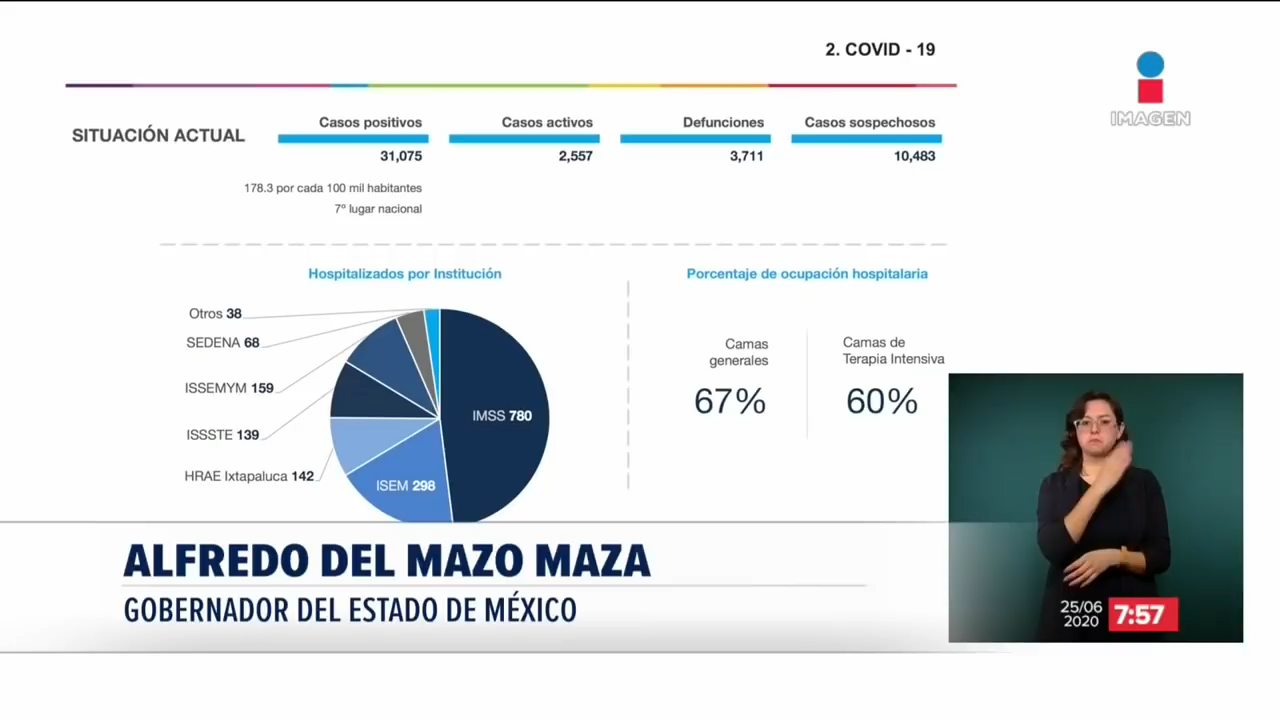 2. COVID - 19
IMAGEN
SITUACIÓN ACTUAL
Casos positivos
31,075
178.3 por cada 100 mil habitantes
7º lugar nacional
Casos activos
2,557
Defunciones
3,711
Casos sospechosos
10,483
Hospitalizados por Institución
Otros 38
SEDENA 68
ISSEMYM 159
ISSSTE 139
HRAE Ixtapaluca 142
IMSS 780
ISEM 298
Porcentaje de ocupación hospitalaria
Camas
generales
67%
Camas de
Terapia Intensiva
60%
ALFREDO DEL MAZO MAZA
GOBERNADOR DEL ESTADO DE MÉXICO
25/06
2020
7:57